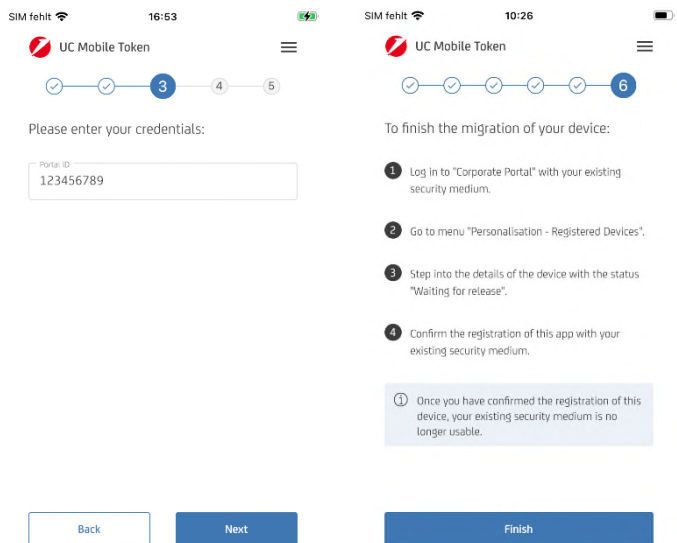 SIM fehlt 16:53
UC Mobile Token
3 4 5
Please enter your credentials:
Portal ID
123456789
Back Next
SIM fehlt 10:26
UC Mobile Token
6
To finish the migration of your device:
1 Log in to "Corporate Portal" with your existing
security medium.
2 Go to menu "Personalisation - Registered Devices".
3 Step into the details of the device with the status
"Waiting for release".
4 Confirm the registration of this app with your
existing security medium.
Once you have confirmed the registration of this
device, your existing security medium is no
longer usable.
Finish